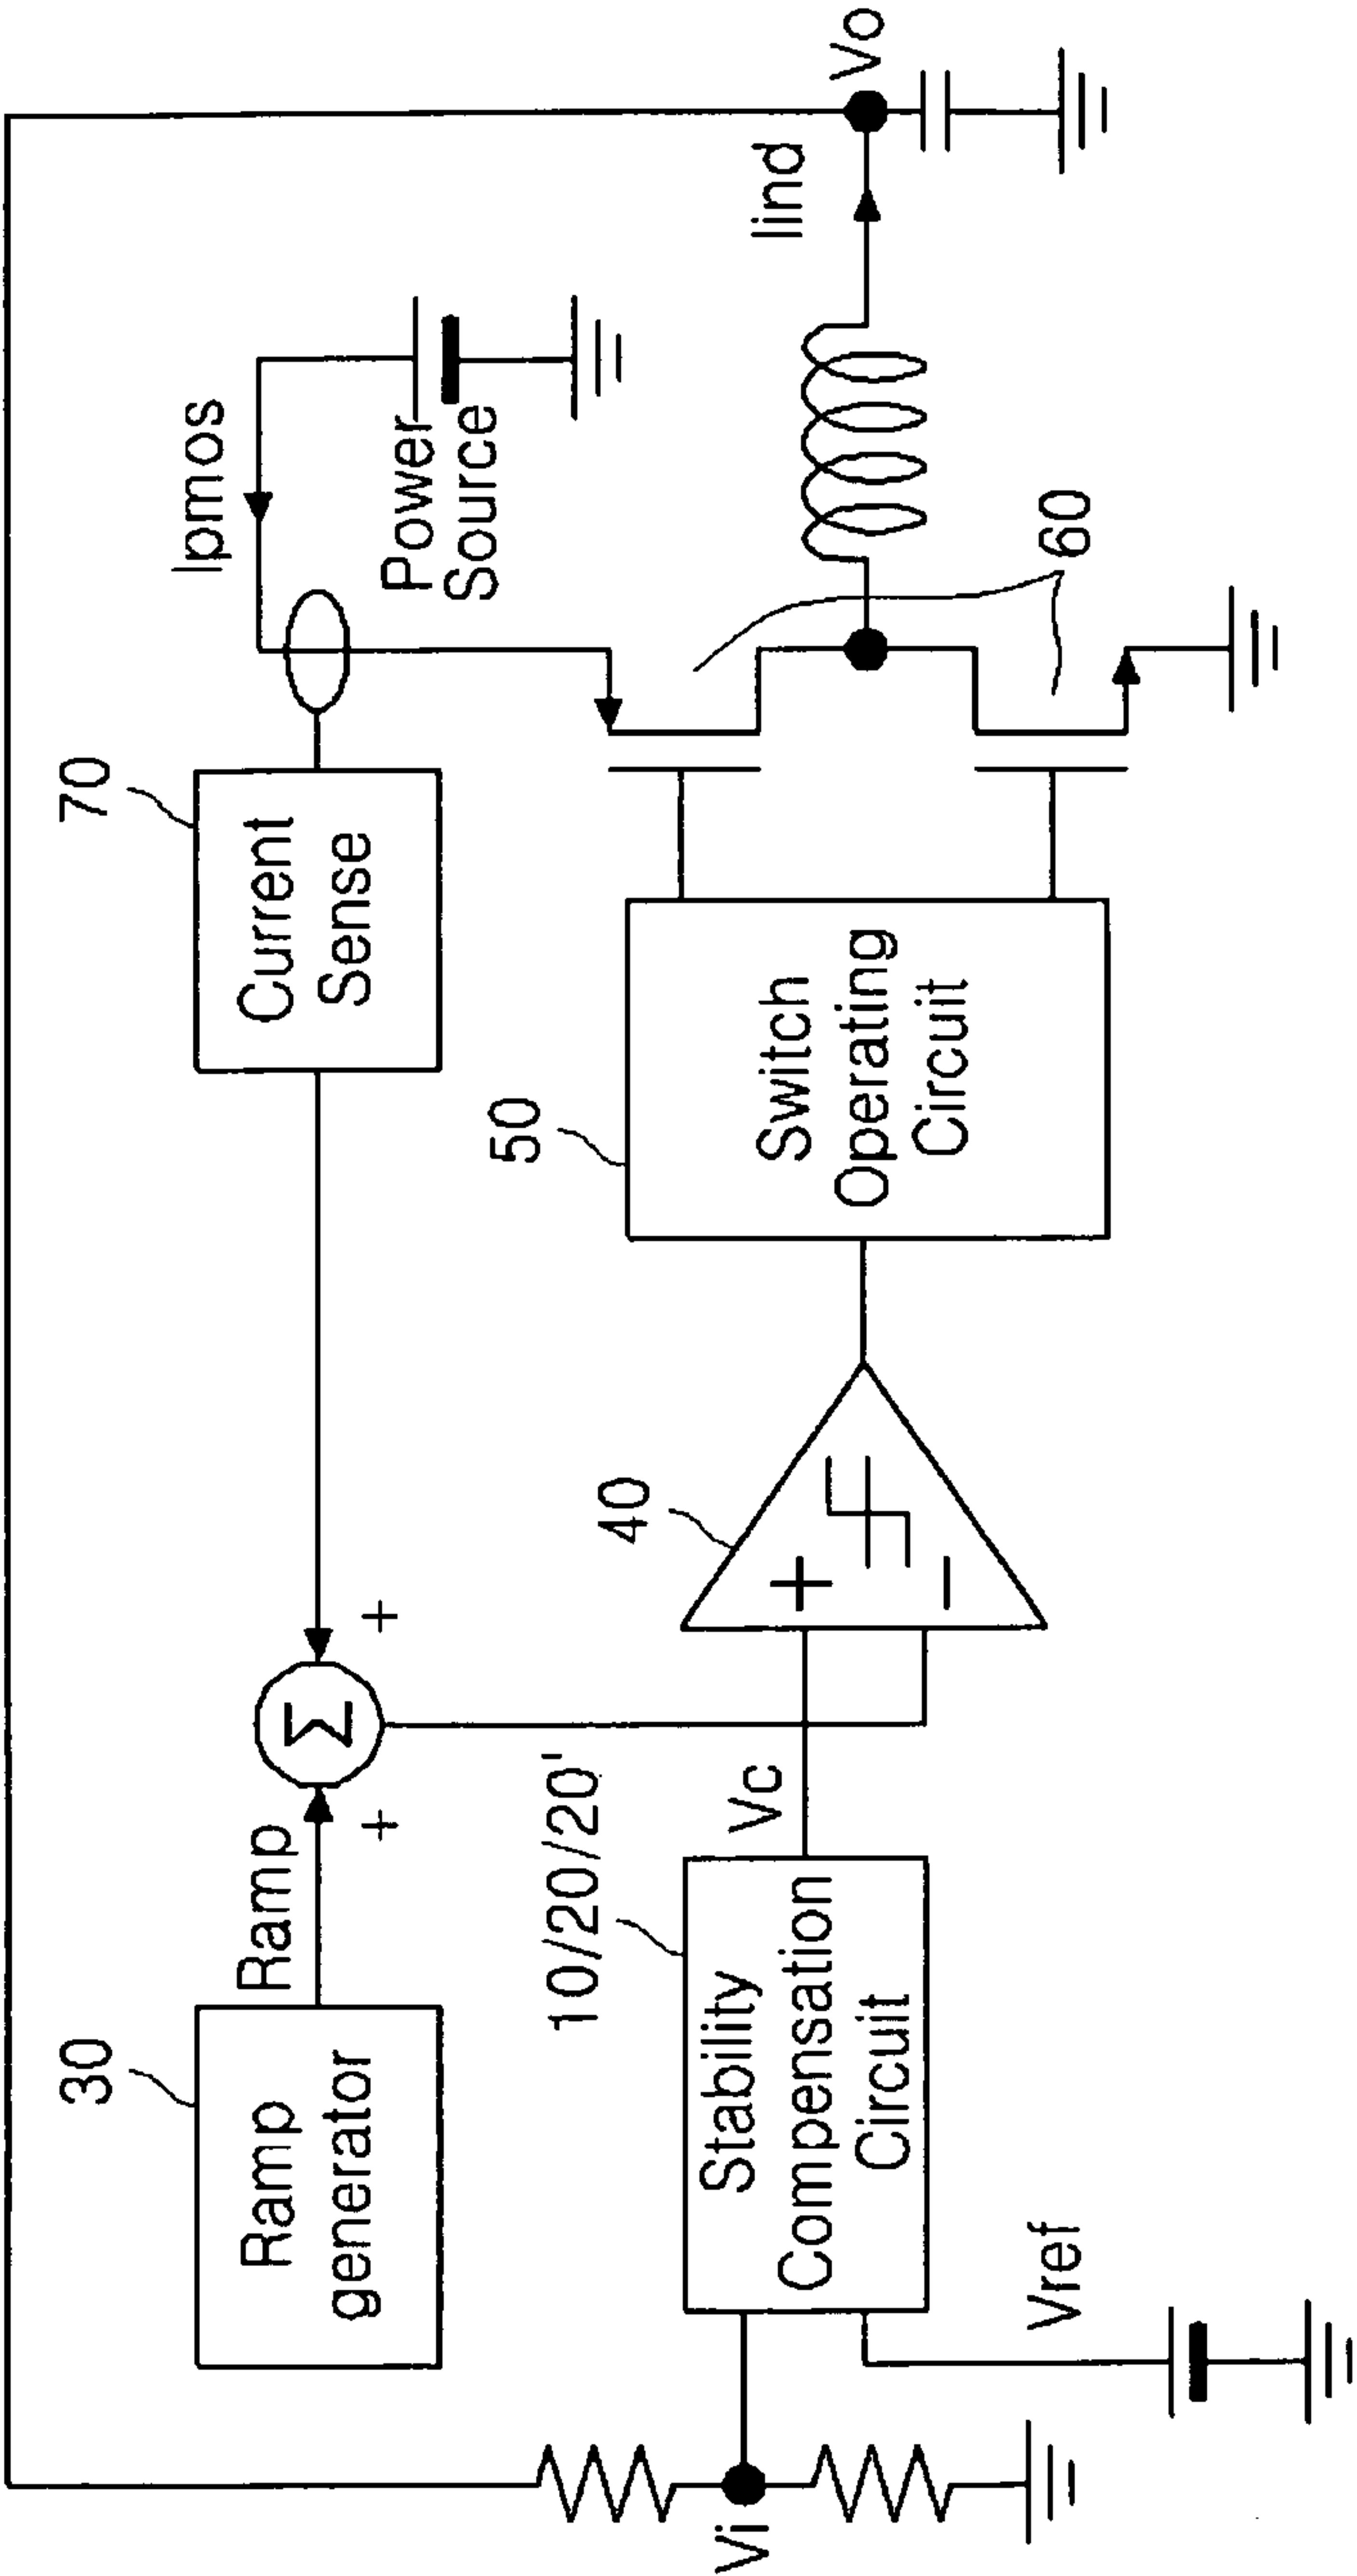 30
Ramp
generator
Ramp
+
Σ
+
70
Current
Sense
Ipmos
Power
Source
10/20/20'
Stability
Compensation
Circuit
Vc
40
+
−
50
Switch
Operating
Circuit
60
Iind
Vo
Vi
Vref